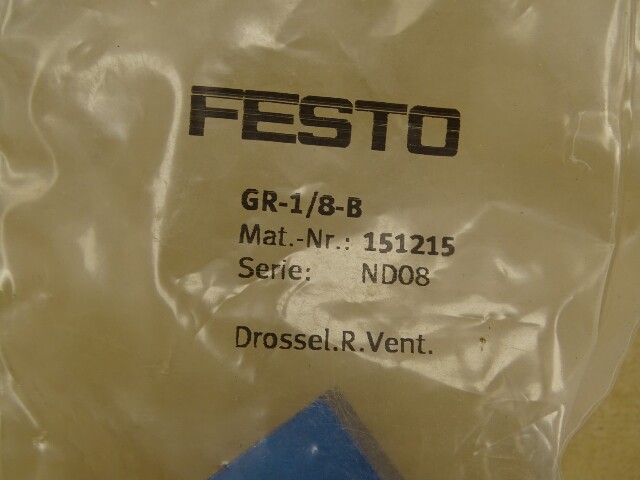 FESTO
GR-1/8-B
Mat.-Nr.: 151215
Serie: ND08
Drossel.R.Vent.